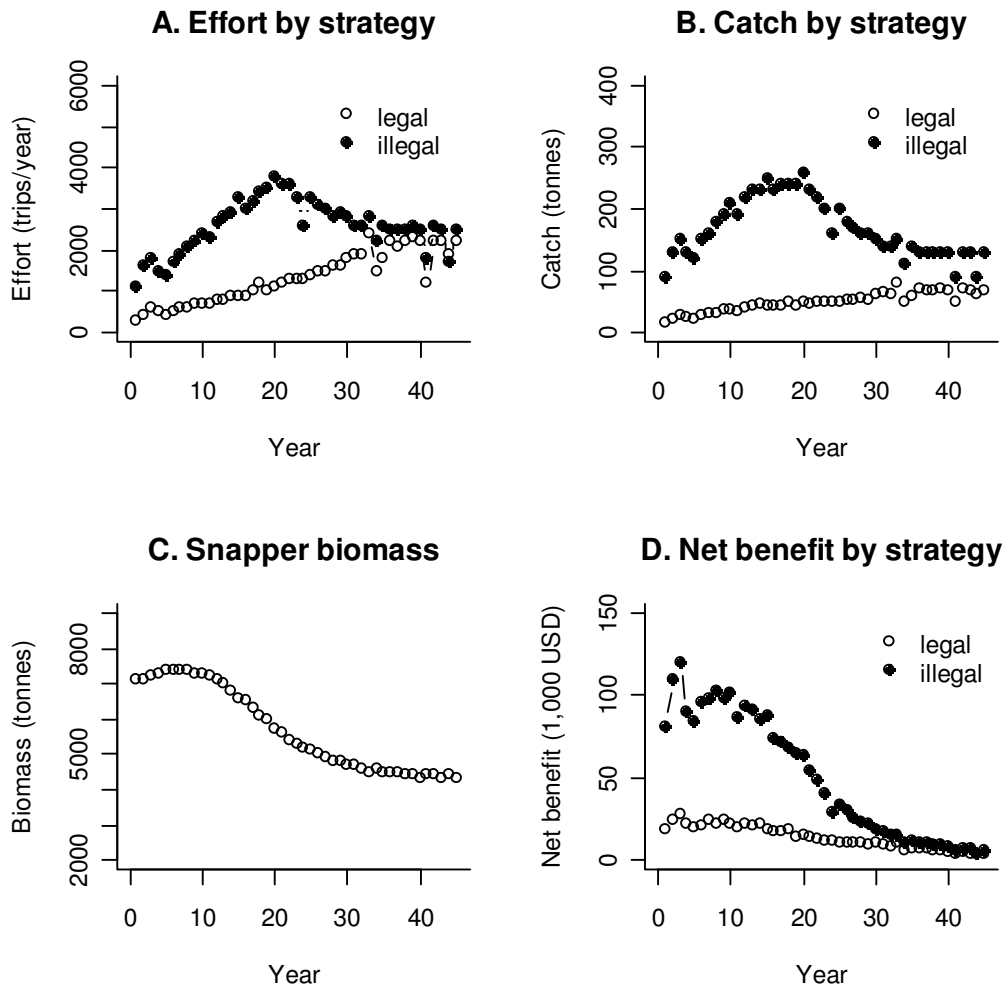 A. Effort by strategy
Effort (trips/year)
0 2000 4000 6000
legal
illegal
0 10 20 30 40
Year
B. Catch by strategy
Catch (tonnes)
0 100 200 300 400
legal
illegal
0 10 20 30 40
Year
C. Snapper biomass
Biomass (tonnes)
2000 5000 8000
0 10 20 30 40
Year
D. Net benefit by strategy
Net benefit (1,000 USD)
0 50 100 150
legal
illegal
0 10 20 30 40
Year